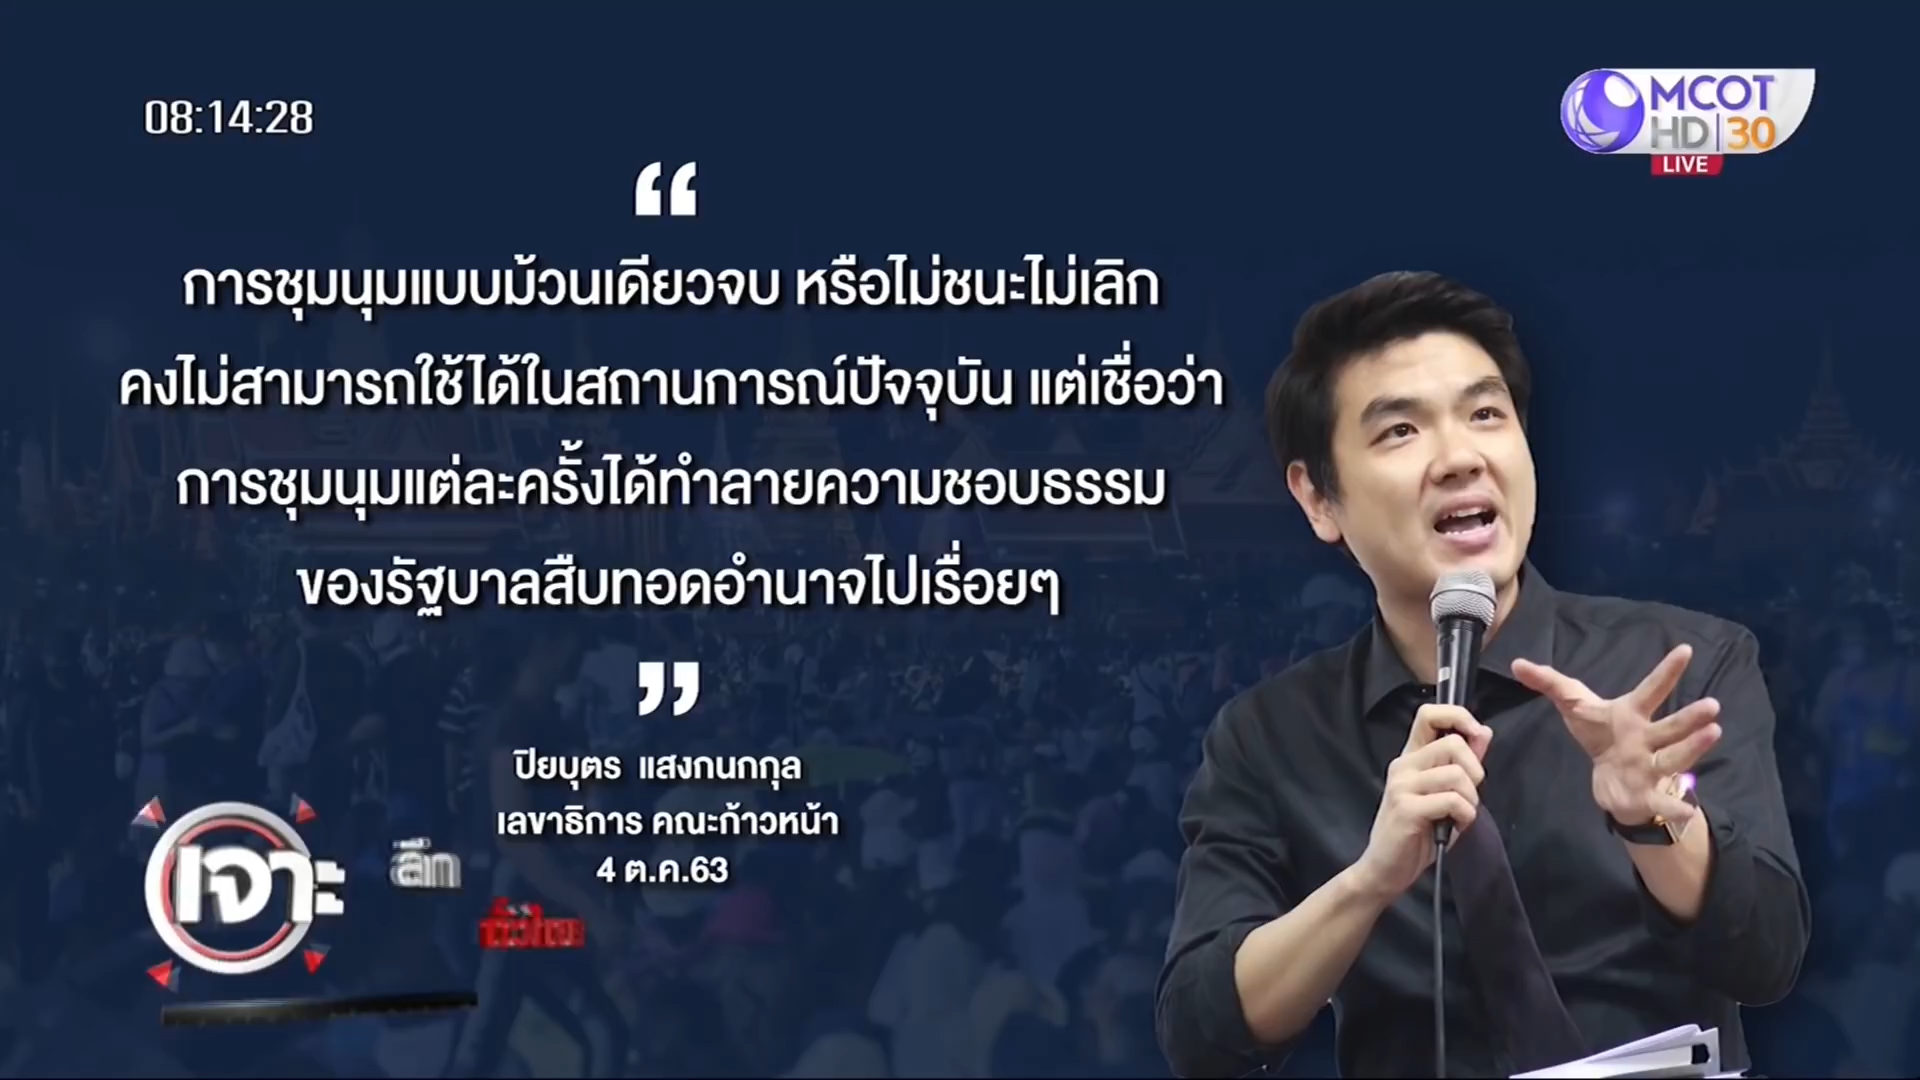 08:14:28
MCOT
HD 30
LIVE
“
การชุมนุมแบบม้วนเดียวจบ หรือไม่ชนะไม่เลิก
คงไม่สามารถใช้ได้ในสถานการณ์ปัจจุบัน แต่เชื่อว่า
การชุมนุมแต่ละครั้งได้ทำลายความชอบธรรม
ของรัฐบาลสืบทอดอำนาจไปเรื่อยๆ
”
ปิยบุตร แสงกนกกุล
เลขาธิการ คณะก้าวหน้า
4 ต.ค.63
เจาะ
ลึก
ทั่วไทย